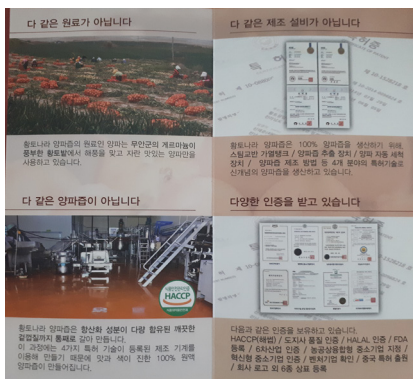 다 같은 원료가 아닙니다
황토나라 양파즙의 원료인 양파는 무안군의 게르마늄이
풍부한 황토밭에서 해풍을 맞고 자란 맛있는 양파만을
사용하고 있습니다.
다 같은 제조 설비가 아닙니다
황토나라 양파즙은 100% 양파즙을 생산하기 위해,
스팀교반 가열탱크 / 양파즙 추출 장치 / 양파 자동 세척
장치 / 양파즙 제조 방법 등 4개 분야의 특허기술로
신개념의 양파즙을 생산하고 있습니다.
다 같은 양파즙이 아닙니다
HACCP
황토나라 양파즙은 항산화 성분이 다량 함유된 깨끗한
겉껍질까지 통째로 갈아 만듭니다.
이 과정에는 4가지 특허 기술이 등록된 제조 기계를
이용해 만들기 때문에 맛과 색이 진한 100% 원액
양파즙이 만들어집니다.
다양한 인증을 받고 있습니다
다음과 같은 인증을 보유하고 있습니다.
HACCP(해썹) / 도지사 품질 인증 / HALAL 인증 / FDA
등록 / 6차산업 인증 / 농공상융합형 중소기업 지정 /
혁신형 중소기업 인증 / 벤처기업 확인 / 중국 특허 출원
/ 회사 로고 외 6종 상표 등록